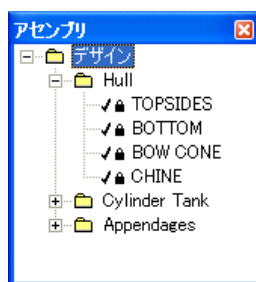 アセンブリ
デザイン
Hull
TOPSIDES
BOTTOM
BOW CONE
CHINE
Cylinder Tank
Appendages